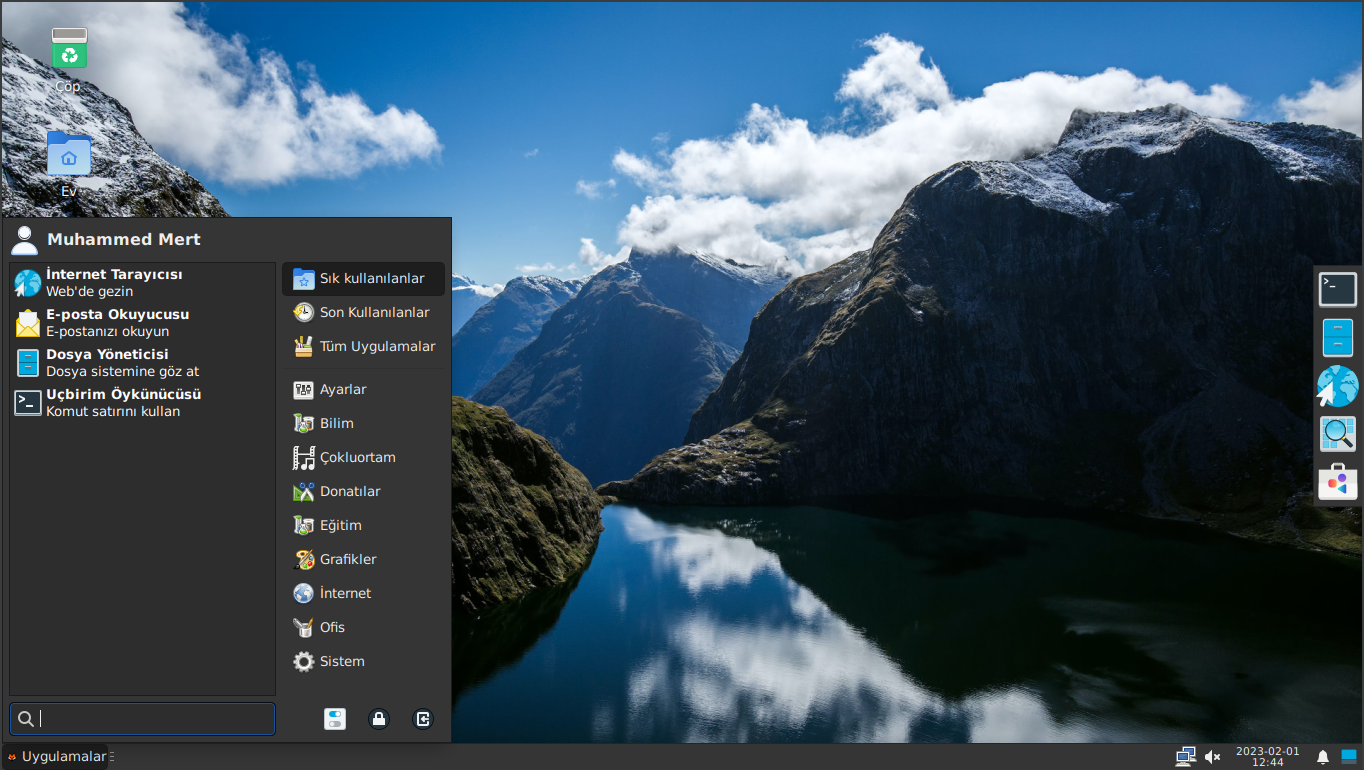 Çöp
Ev
Muhammed Mert
İnternet Tarayıcısı
Web'de gezin
E-posta Okuyucusu
E-postanızı okuyun
Dosya Yöneticisi
Dosya sistemine göz at
Uçbirim Öykünücüsü
Komut satırını kullan
Sık kullanılanlar
Son Kullanılanlar
Tüm Uygulamalar
Ayarlar
Bilim
Çokluortam
Donatılar
Eğitim
Grafikler
İnternet
Ofis
Sistem
Uygulamalar
2023-02-01
12:44